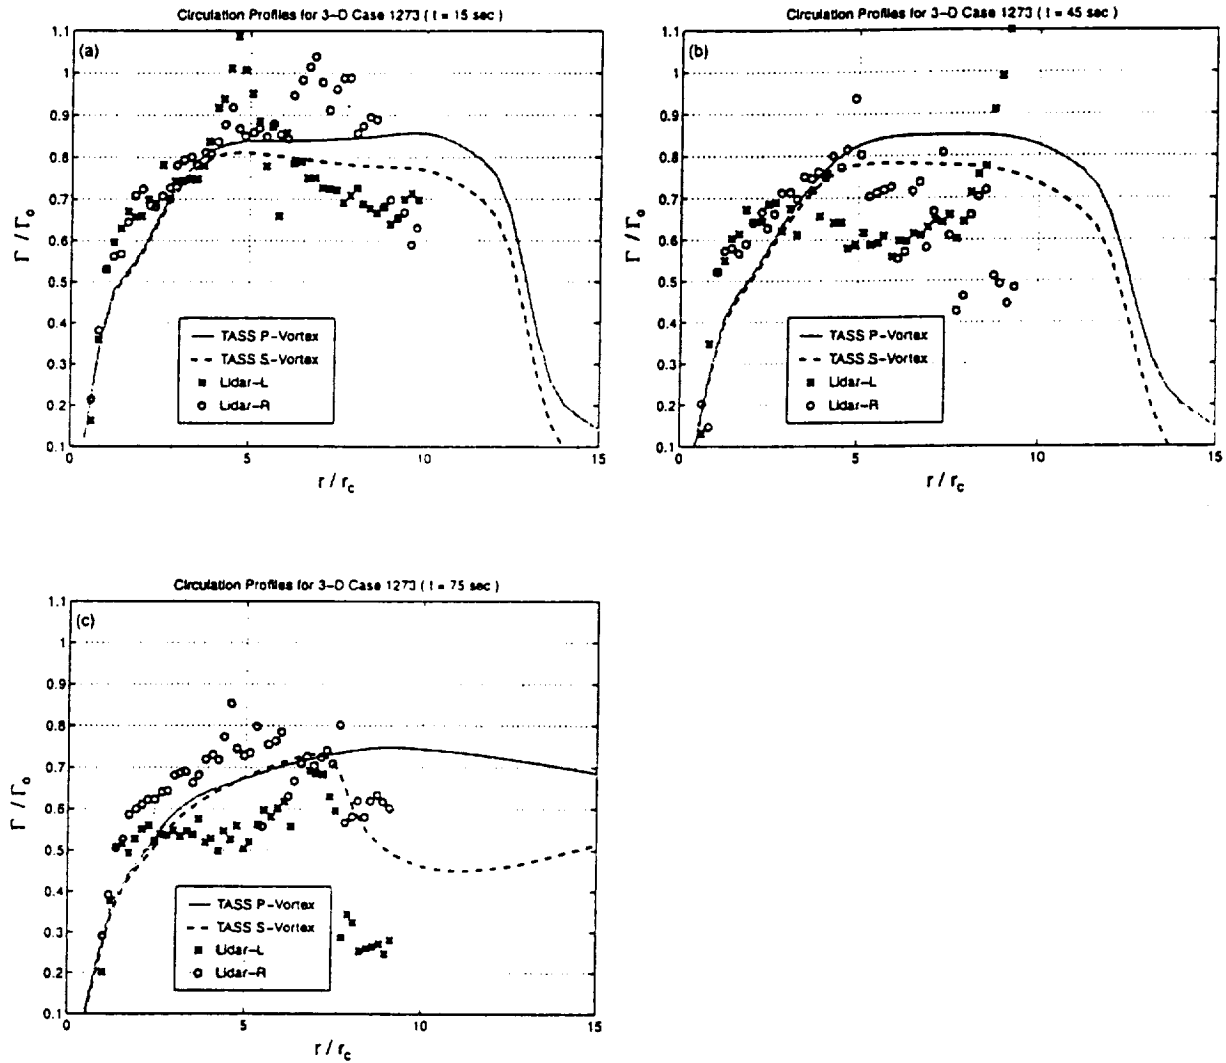 Circulation Profiles for 3-D Case 1273 ( t = 15 sec )
(a)
1.1
1
0.9
0.8
0.7
0.6
0.5
0.4
0.3
0.2
0.1
Γ / Γo
TASS P-Vortex
TASS S-Vortex
Lidar-L
Lidar-R
0 5 10 15
r / rc
Circulation Profiles for 3-D Case 1273 ( t = 45 sec )
(b)
1.1
1
0.9
0.8
0.7
0.6
0.5
0.4
0.3
0.2
0.1
Γ / Γo
TASS P-Vortex
TASS S-Vortex
Lidar-L
Lidar-R
0 5 10 15
r / rc
Circulation Profiles for 3-D Case 1273 ( t = 75 sec )
(c)
1.1
1
0.9
0.8
0.7
0.6
0.5
0.4
0.3
0.2
0.1
Γ / Γo
TASS P-Vortex
TASS S-Vortex
Lidar-L
Lidar-R
0 5 10 15
r / rc